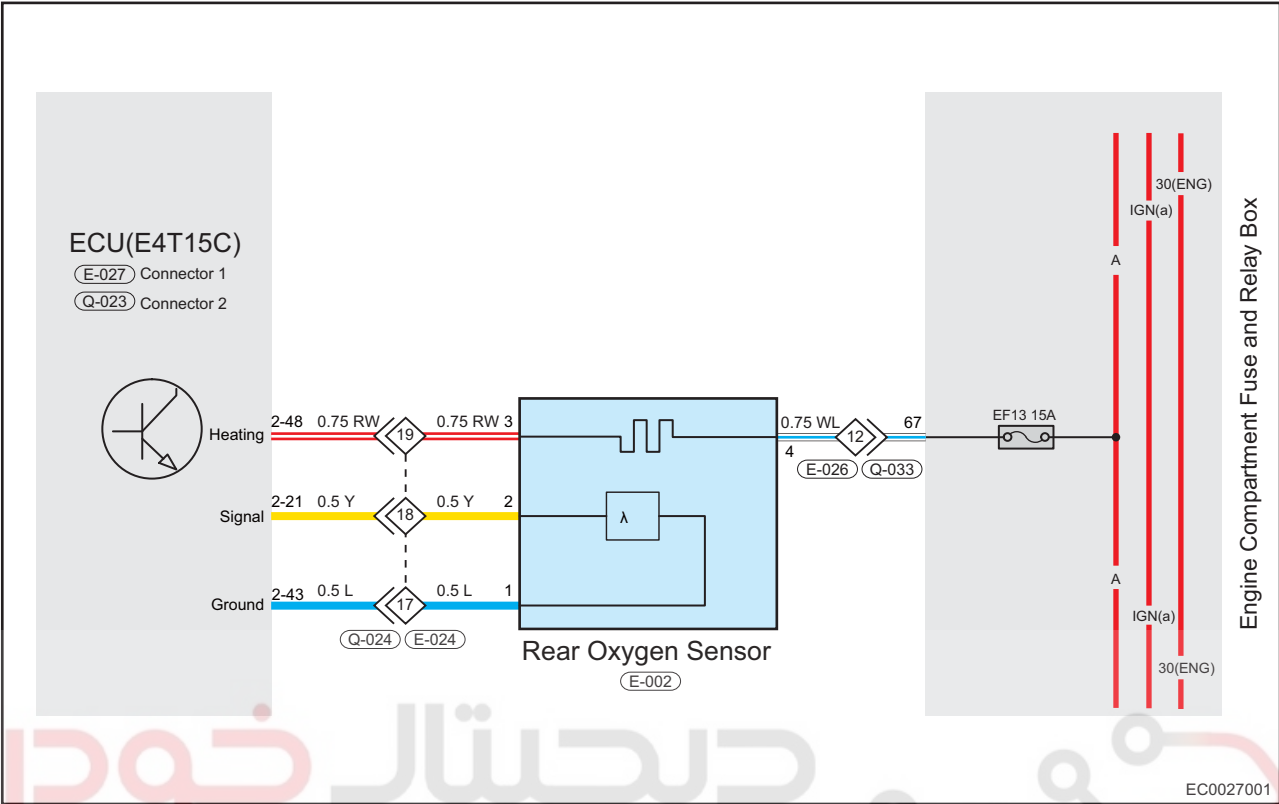 ECU(E4T15C)
E-027 Connector 1
Q-023 Connector 2
Heating
2-48 0.75 RW 19 0.75 RW 3
Signal
2-21 0.5 Y 18 0.5 Y 2
Ground
2-43 0.5 L 17 0.5 L 1
Q-024 E-024
λ
Rear Oxygen Sensor
E-002
0.75 WL 12 67
4
E-026 Q-033
EF13 15A
30(ENG)
IGN(a)
A
A
IGN(a)
30(ENG)
Engine Compartment Fuse and Relay Box
دیجیتال خودرو
EC0027001